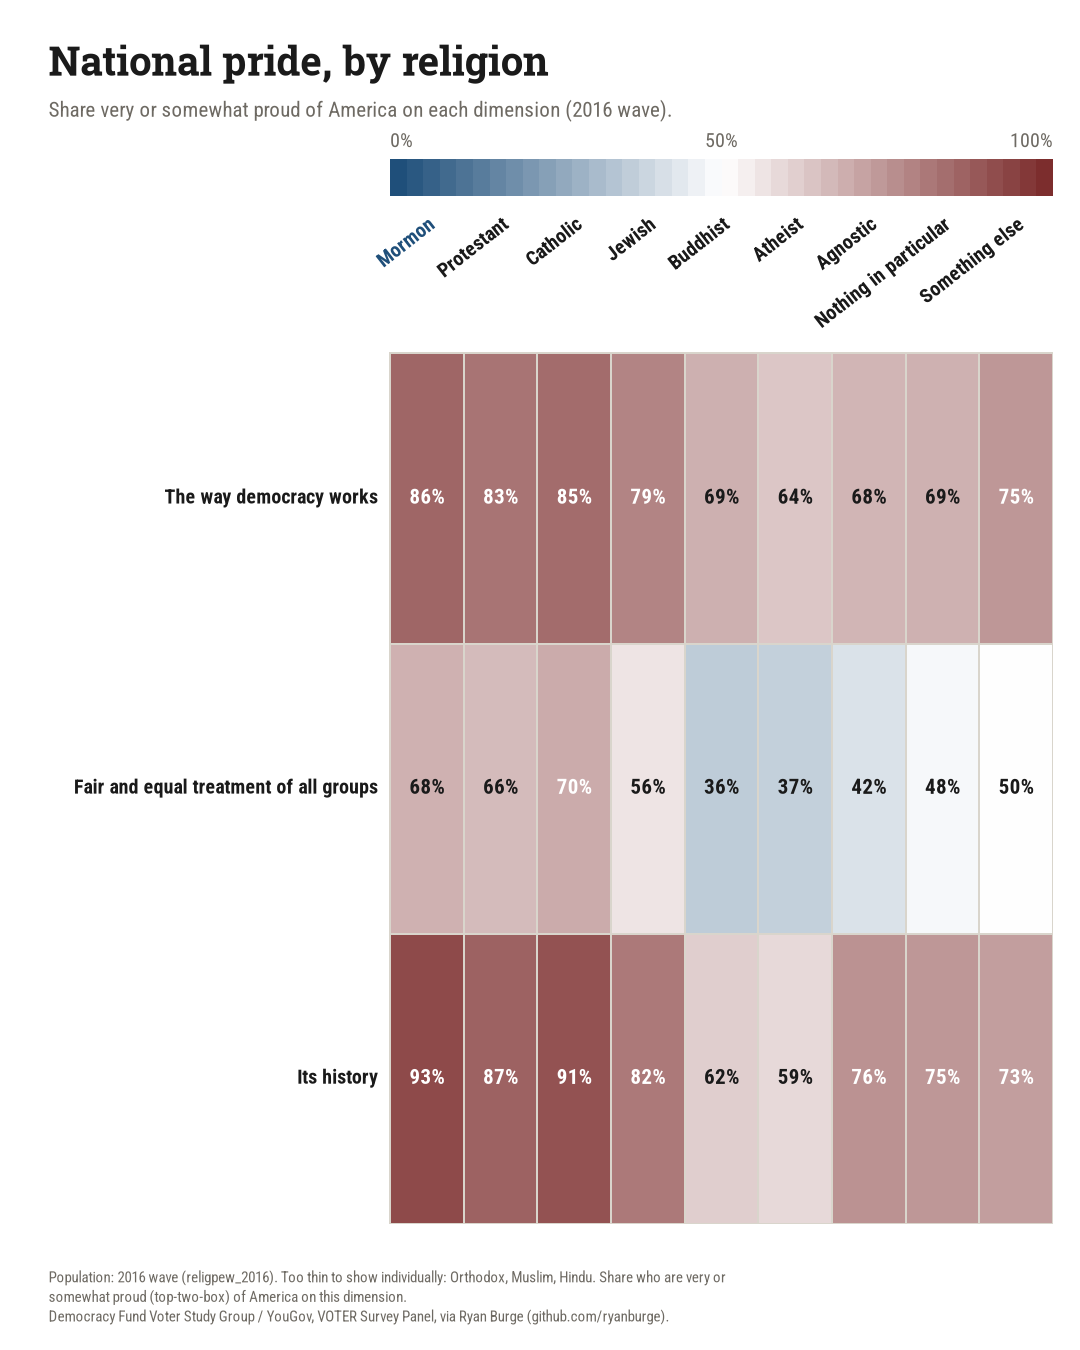 National pride, by religion
Share very or somewhat proud of America on each dimension (2016 wave).
0% 50% 100%
Mormon Protestant Catholic Jewish Buddhist Atheist Agnostic Nothing in particular Something else
The way democracy works 86% 83% 85% 79% 69% 64% 68% 69% 75%
Fair and equal treatment of all groups 68% 66% 70% 56% 36% 37% 42% 48% 50%
Its history 93% 87% 91% 82% 62% 59% 76% 75% 73%
Population: 2016 wave (religpew_2016). Too thin to show individually: Orthodox, Muslim, Hindu. Share who are very or
somewhat proud (top-two-box) of America on this dimension.
Democracy Fund Voter Study Group / YouGov, VOTER Survey Panel, via Ryan Burge (github.com/ryanburge).